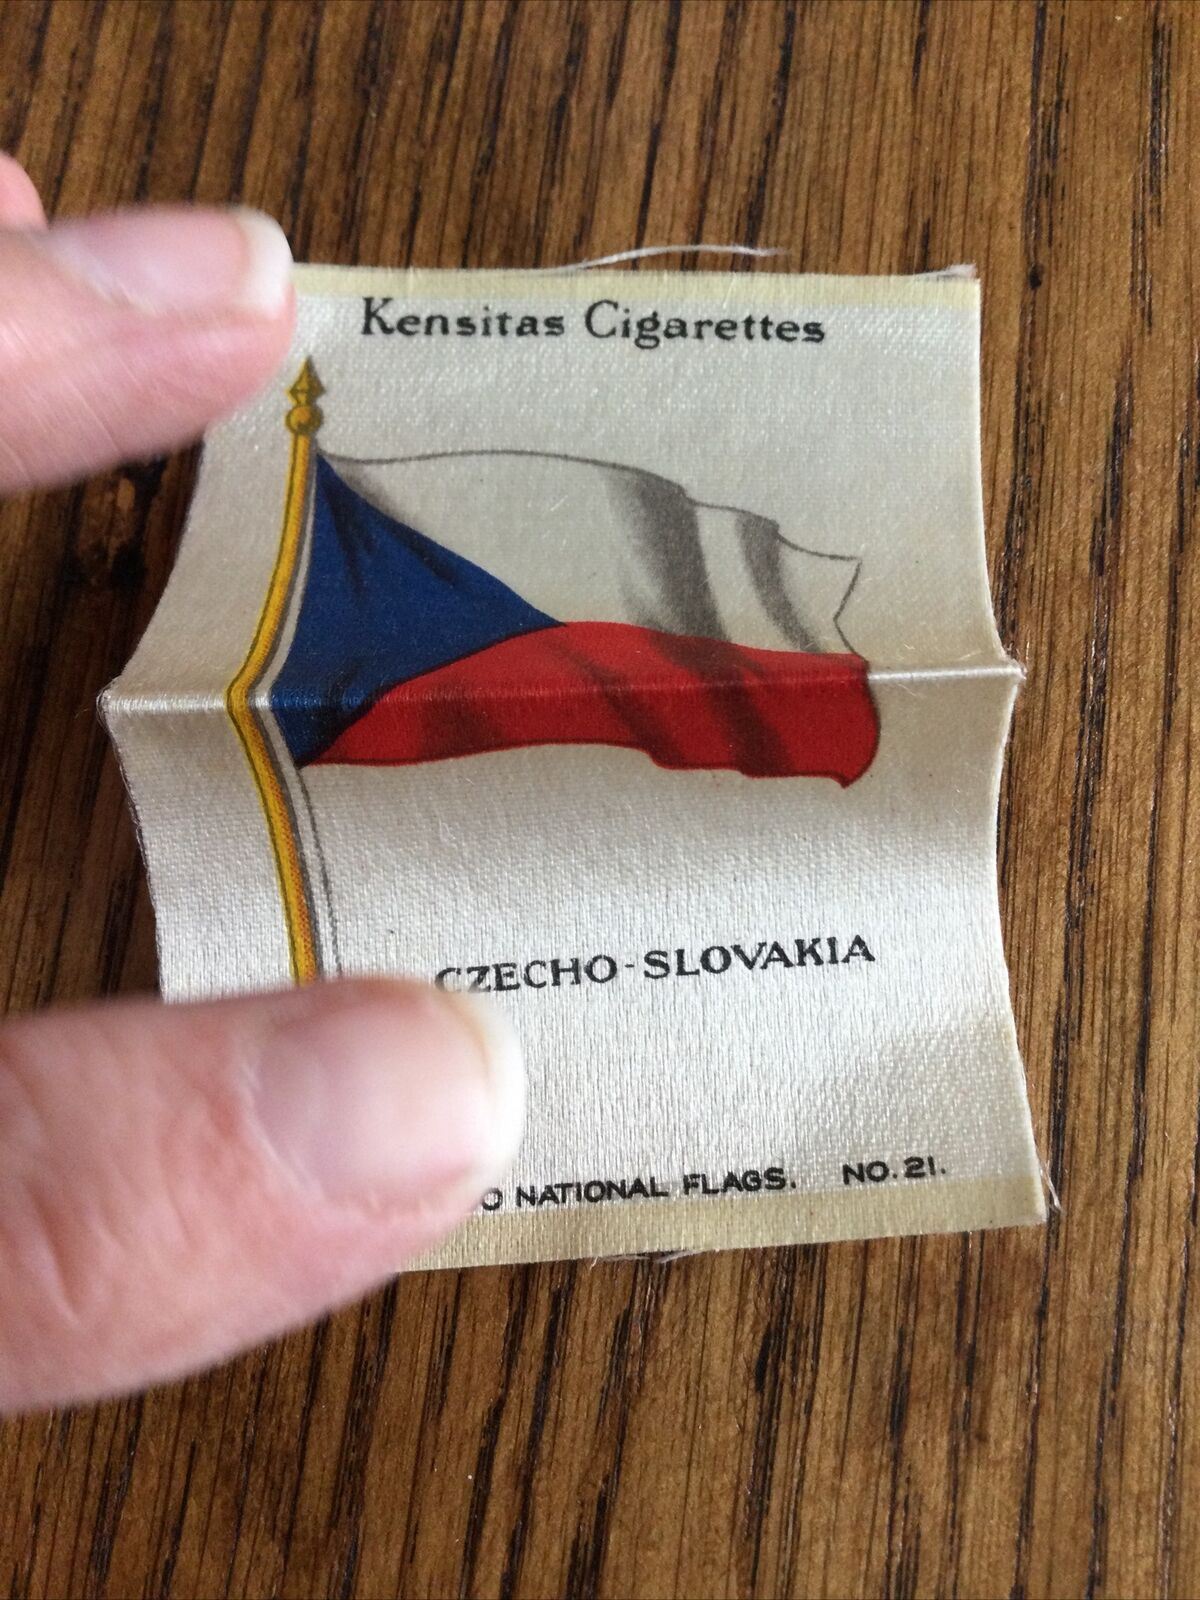 Kensitas Cigarettes
CZECHO-SLOVAKIA
NATIONAL FLAGS. NO. 21.